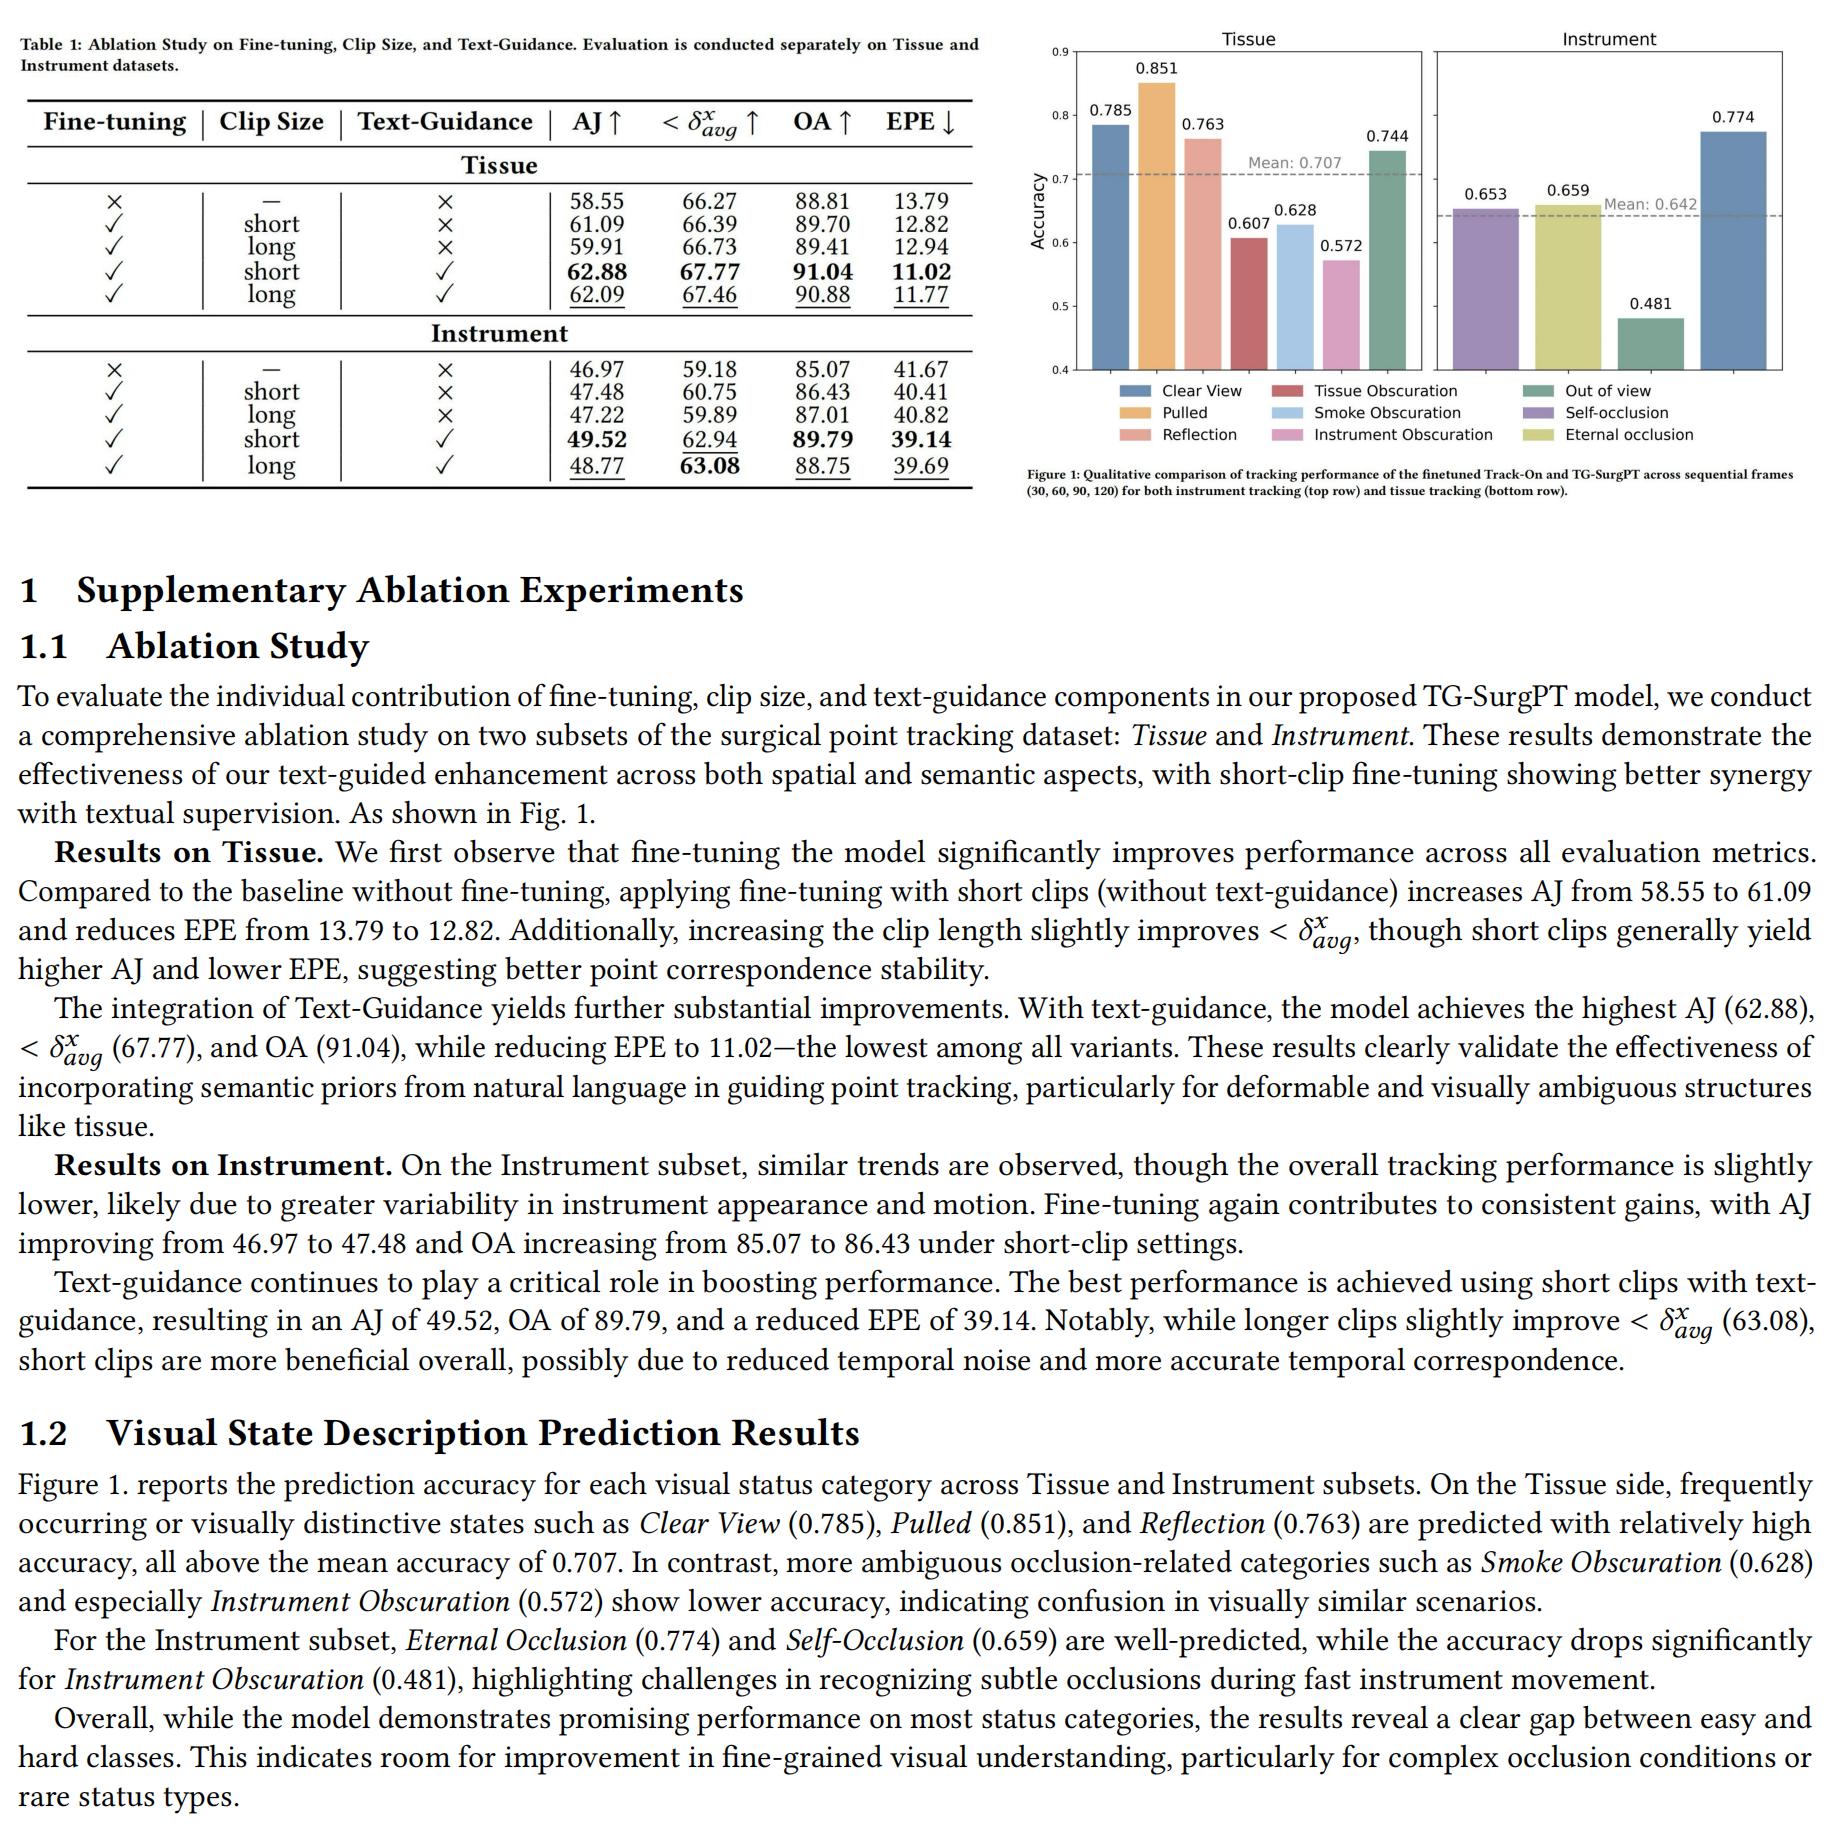 Table 1: Ablation Study on Fine-tuning, Clip Size, and Text-Guidance. Evaluation is conducted separately on Tissue and
Instrument datasets.
Fine-tuning | Clip Size | Text-Guidance | AJ ↑ < δ^x_avg ↑ OA ↑ EPE ↓
Tissue
× — × 58.55 66.27 88.81 13.79
✓ short × 61.09 66.39 89.70 12.82
✓ long × 59.91 66.73 89.41 12.94
✓ short ✓ 62.88 67.77 91.04 11.02
✓ long ✓ 62.09 67.46 90.88 11.77
Instrument
× — × 46.97 59.18 85.07 41.67
✓ short × 47.48 60.75 86.43 40.41
✓ long × 47.22 59.89 87.01 40.82
✓ short ✓ 49.52 62.94 89.79 39.14
✓ long ✓ 48.77 63.08 88.75 39.69
Tissue
Instrument
Accuracy
0.9
0.8
0.7
0.6
0.5
0.4
0.785
0.851
0.763
0.607
0.628
0.572
0.744
Mean: 0.707
0.653
0.659
0.481
0.774
Mean: 0.642
Clear View
Pulled
Reflection
Tissue Obscuration
Smoke Obscuration
Instrument Obscuration
Out of view
Self-occlusion
Eternal occlusion
Figure 1: Qualitative comparison of tracking performance of the finetuned Track-On and TG-SurgPT across sequential frames
(30, 60, 90, 120) for both instrument tracking (top row) and tissue tracking (bottom row).
1 Supplementary Ablation Experiments
1.1 Ablation Study
To evaluate the individual contribution of fine-tuning, clip size, and text-guidance components in our proposed TG-SurgPT model, we conduct
a comprehensive ablation study on two subsets of the surgical point tracking dataset: Tissue and Instrument. These results demonstrate the
effectiveness of our text-guided enhancement across both spatial and semantic aspects, with short-clip fine-tuning showing better synergy
with textual supervision. As shown in Fig. 1.
Results on Tissue. We first observe that fine-tuning the model significantly improves performance across all evaluation metrics.
Compared to the baseline without fine-tuning, applying fine-tuning with short clips (without text-guidance) increases AJ from 58.55 to 61.09
and reduces EPE from 13.79 to 12.82. Additionally, increasing the clip length slightly improves < δ^x_avg, though short clips generally yield
higher AJ and lower EPE, suggesting better point correspondence stability.
The integration of Text-Guidance yields further substantial improvements. With text-guidance, the model achieves the highest AJ (62.88),
< δ^x_avg (67.77), and OA (91.04), while reducing EPE to 11.02—the lowest among all variants. These results clearly validate the effectiveness of
incorporating semantic priors from natural language in guiding point tracking, particularly for deformable and visually ambiguous structures
like tissue.
Results on Instrument. On the Instrument subset, similar trends are observed, though the overall tracking performance is slightly
lower, likely due to greater variability in instrument appearance and motion. Fine-tuning again contributes to consistent gains, with AJ
improving from 46.97 to 47.48 and OA increasing from 85.07 to 86.43 under short-clip settings.
Text-guidance continues to play a critical role in boosting performance. The best performance is achieved using short clips with text-
guidance, resulting in an AJ of 49.52, OA of 89.79, and a reduced EPE of 39.14. Notably, while longer clips slightly improve < δ^x_avg (63.08),
short clips are more beneficial overall, possibly due to reduced temporal noise and more accurate temporal correspondence.
1.2 Visual State Description Prediction Results
Figure 1. reports the prediction accuracy for each visual status category across Tissue and Instrument subsets. On the Tissue side, frequently
occurring or visually distinctive states such as Clear View (0.785), Pulled (0.851), and Reflection (0.763) are predicted with relatively high
accuracy, all above the mean accuracy of 0.707. In contrast, more ambiguous occlusion-related categories such as Smoke Obscuration (0.628)
and especially Instrument Obscuration (0.572) show lower accuracy, indicating confusion in visually similar scenarios.
For the Instrument subset, Eternal Occlusion (0.774) and Self-Occlusion (0.659) are well-predicted, while the accuracy drops significantly
for Instrument Obscuration (0.481), highlighting challenges in recognizing subtle occlusions during fast instrument movement.
Overall, while the model demonstrates promising performance on most status categories, the results reveal a clear gap between easy and
hard classes. This indicates room for improvement in fine-grained visual understanding, particularly for complex occlusion conditions or
rare status types.